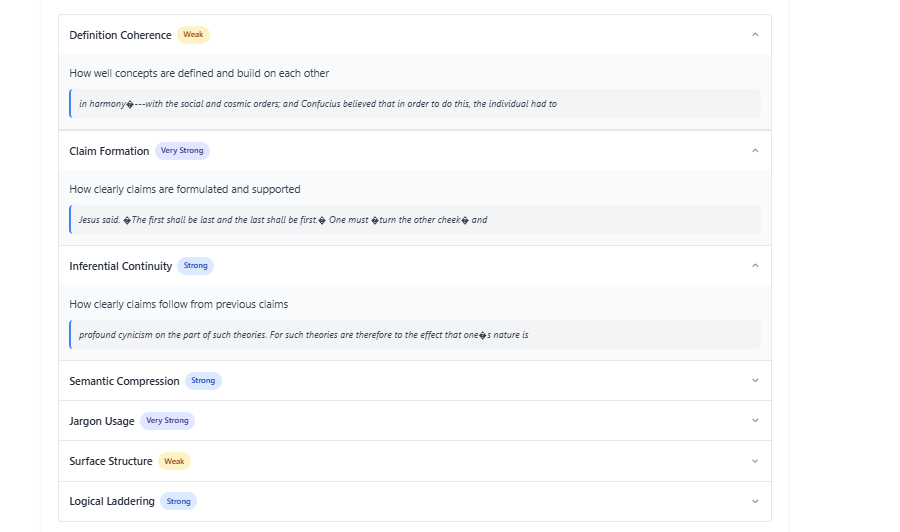 Definition Coherence Weak
How well concepts are defined and build on each other
in harmony�---with the social and cosmic orders; and Confucius believed that in order to do this, the individual had to
Claim Formation Very Strong
How clearly claims are formulated and supported
Jesus said. �The first shall be last and the last shall be first.� One must �turn the other cheek� and
Inferential Continuity Strong
How clearly claims follow from previous claims
profound cynicism on the part of such theories. For such theories are therefore to the effect that one�s nature is
Semantic Compression Strong
Jargon Usage Very Strong
Surface Structure Weak
Logical Laddering Strong